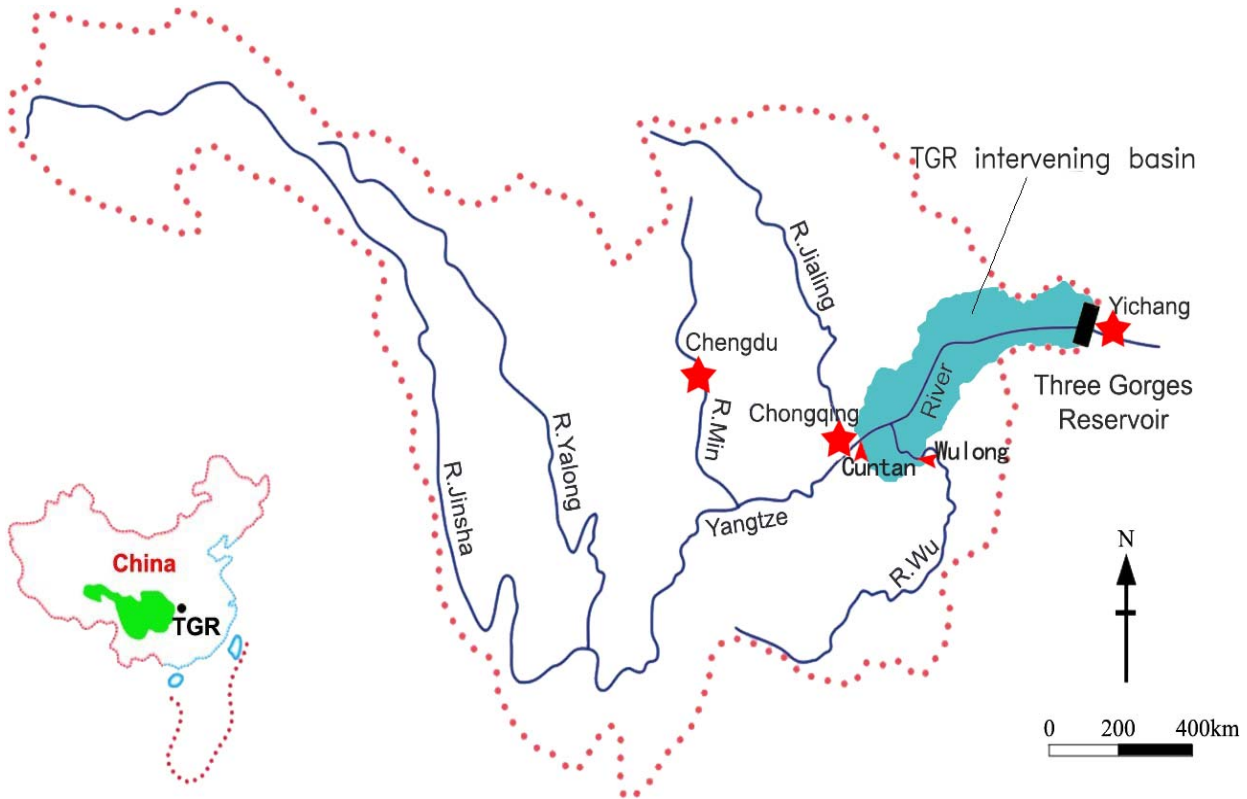 TGR intervening basin
R.Jialing
Yichang
Chengdu
Three Gorges
Reservoir
River
Chongqing
R.Min
Wulong
Cuntan
R.Yalong
R.Jinsha
Yangtze
R.Wu
N
China
TGR
0 200 400km